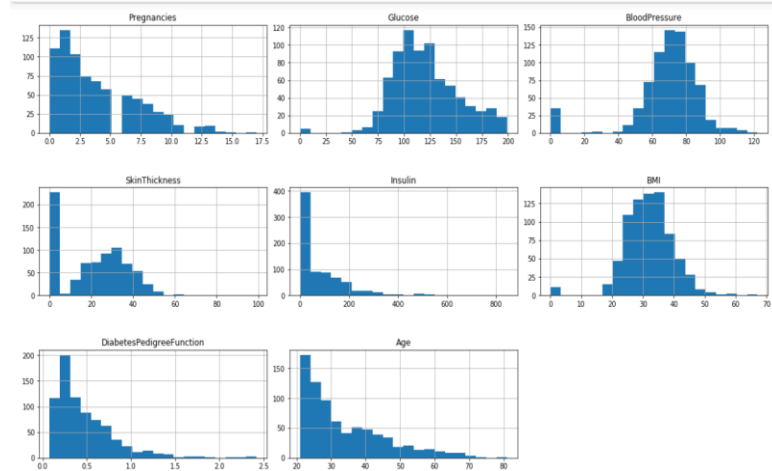 Pregnancies
125
100
75
50
25
0
0.0 2.5 5.0 7.5 10.0 12.5 15.0 17.5
Glucose
120
100
80
60
40
20
0
0 25 50 75 100 125 150 175 200
BloodPressure
150
125
100
75
50
25
0
0 20 40 60 80 100 120
SkinThickness
200
150
100
50
0
0 20 40 60 80 100
Insulin
400
300
200
100
0
0 200 400 600 800
BMI
125
100
75
50
25
0
0 10 20 30 40 50 60 70
DiabetesPedigreeFunction
200
150
100
50
0
0.0 0.5 1.0 1.5 2.0 2.5
Age
150
100
50
0
20 30 40 50 60 70 80